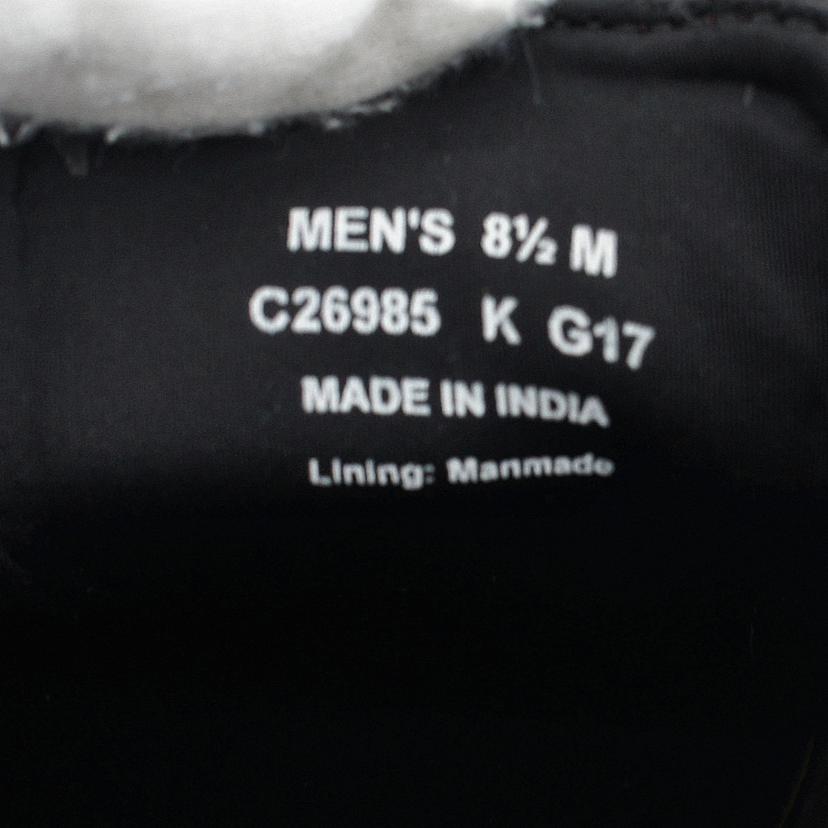 MEN'S 8½ M
C26985 K G17
MADE IN INDIA
Lining: Manmade